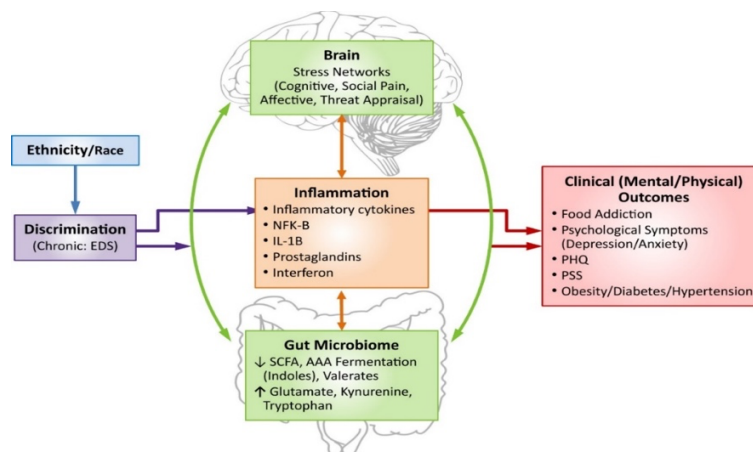 Brain
Stress Networks
(Cognitive, Social Pain,
Affective, Threat Appraisal)
Ethnicity/Race
Discrimination
(Chronic: EDS)
Inflammation
• Inflammatory cytokines
• NFK-B
• IL-1B
• Prostaglandins
• Interferon
Clinical (Mental/Physical)
Outcomes
• Food Addiction
• Psychological Symptoms
(Depression/Anxiety)
• PHQ
• PSS
• Obesity/Diabetes/Hypertension
Gut Microbiome
↓ SCFA, AAA Fermentation
(Indoles), Valerates
↑ Glutamate, Kynurenine,
Tryptophan